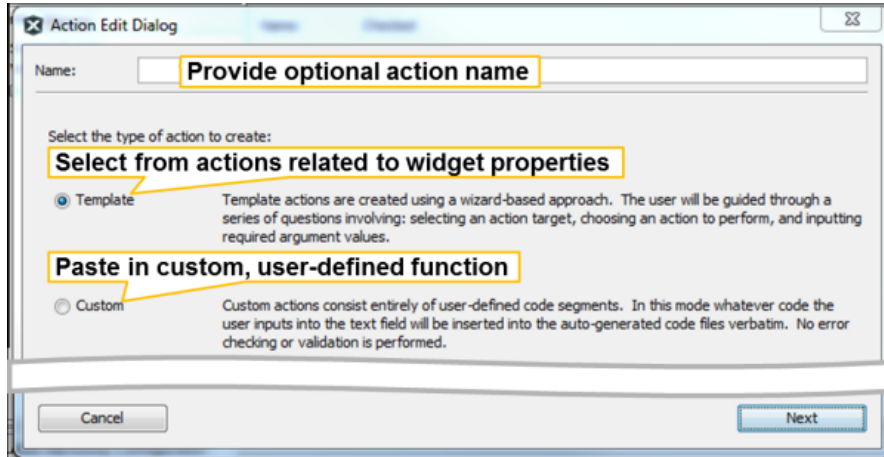 Action Edit Dialog
Name:
Provide optional action name
Select the type of action to create:
Select from actions related to widget properties
Template
Template actions are created using a wizard-based approach. The user will be guided through a
series of questions involving: selecting an action target, choosing an action to perform, and inputting
required argument values.
Paste in custom, user-defined function
Custom
Custom actions consist entirely of user-defined code segments. In this mode whatever code the
user inputs into the text field will be inserted into the auto-generated code files verbatim. No error
checking or validation is performed.
Cancel
Next